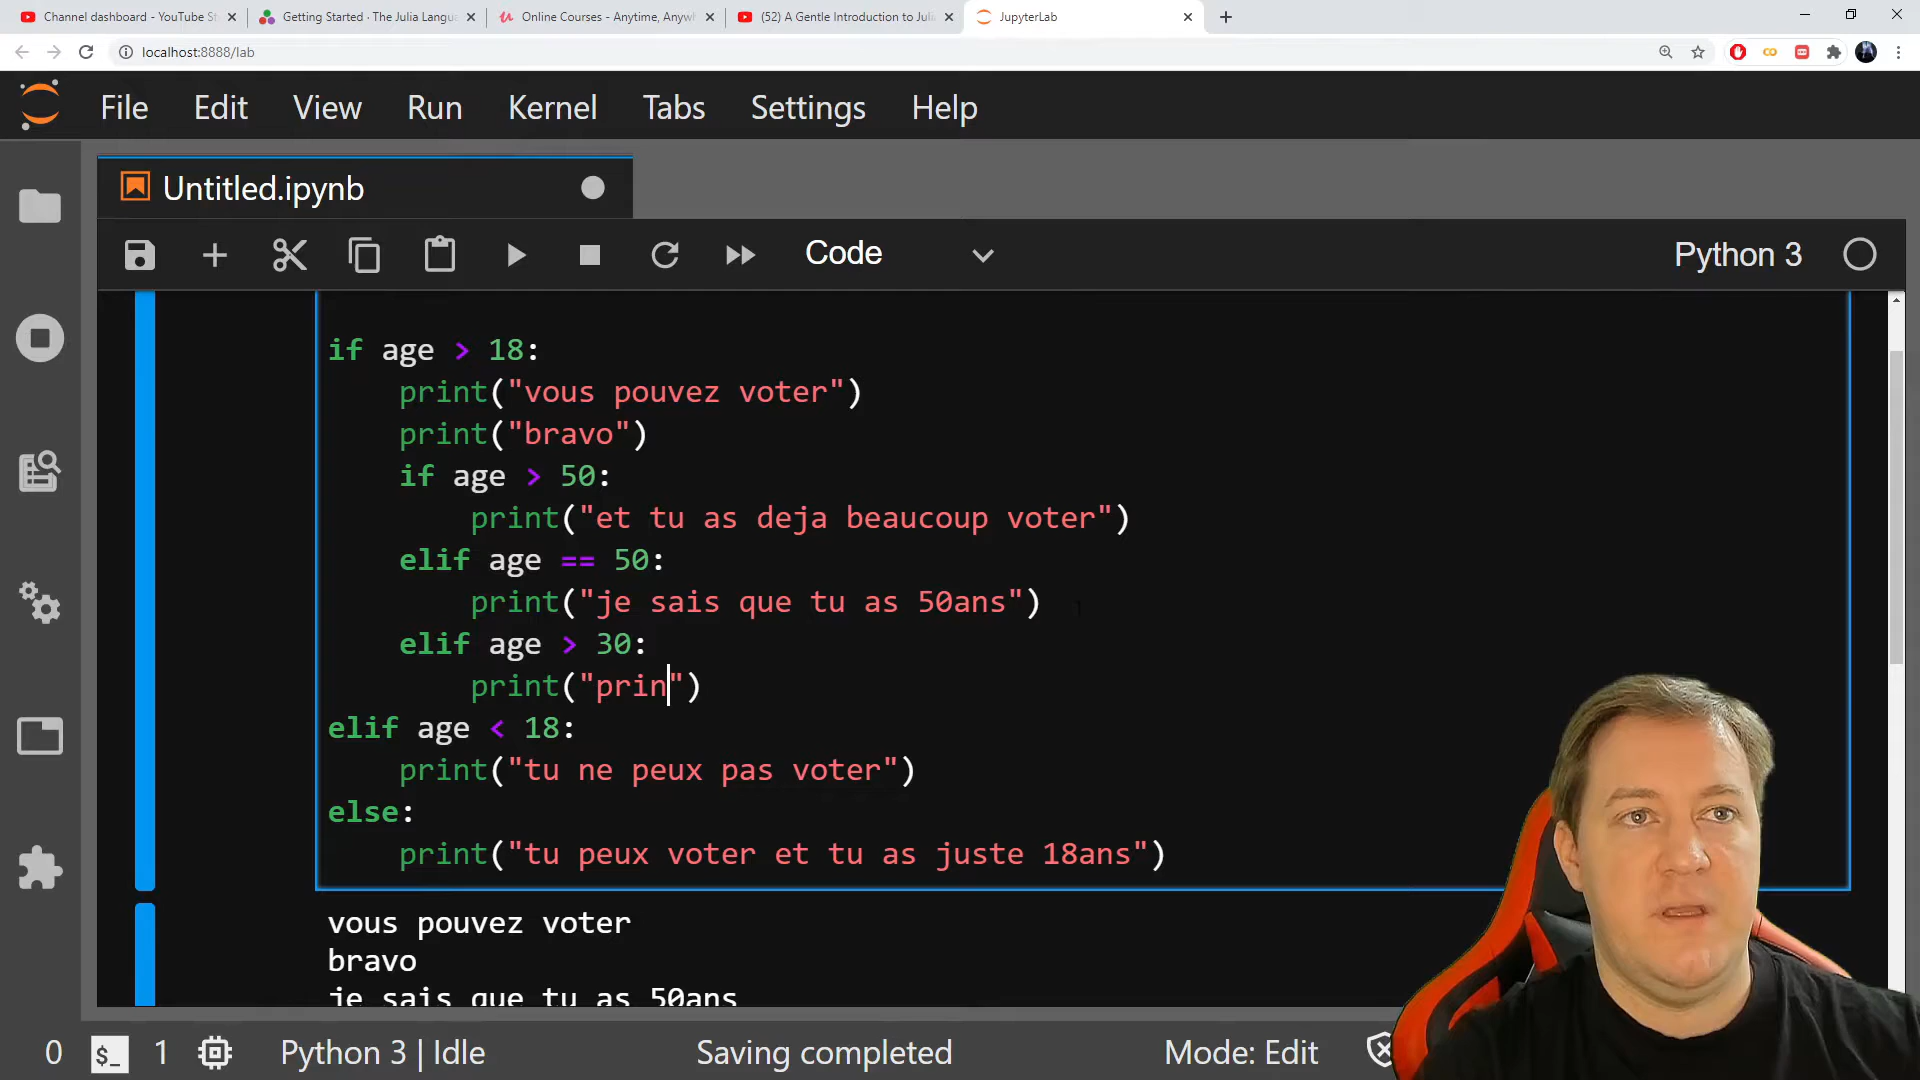 Channel dashboard - YouTube St
Getting Started · The Julia Langua
Online Courses - Anytime, Anywh
(52) A Gentle Introduction to Juli
JupyterLab
localhost:8888/lab
File Edit View Run Kernel Tabs Settings Help
Untitled.ipynb
Code
Python 3
if age > 18:
print("vous pouvez voter")
print("bravo")
if age > 50:
print("et tu as deja beaucoup voter")
elif age == 50:
print("je sais que tu as 50ans")
elif age > 30:
print("prin")
elif age < 18:
print("tu ne peux pas voter")
else:
print("tu peux voter et tu as juste 18ans")
vous pouvez voter
bravo
je sais que tu as 50ans
0 $_ 1 Python 3 | Idle Saving completed Mode: Edit